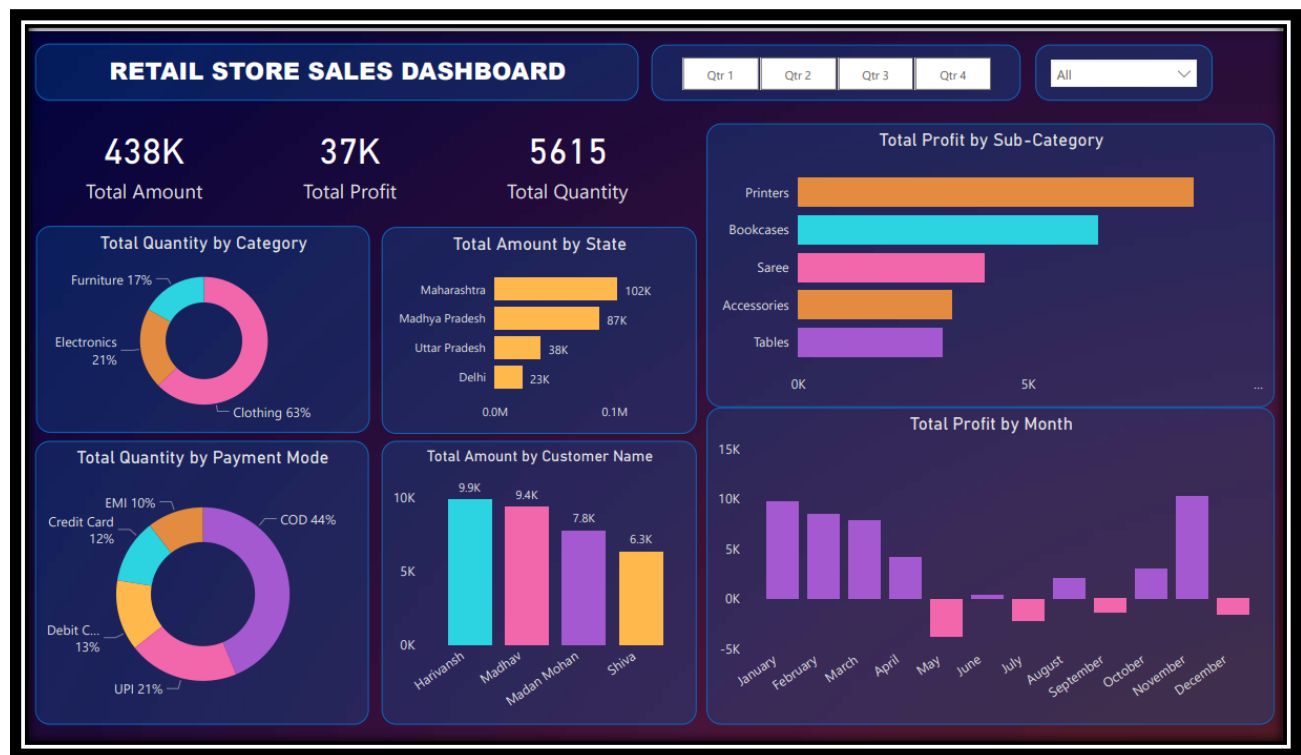 RETAIL STORE SALES DASHBOARD
Qtr 1
Qtr 2
Qtr 3
Qtr 4
All
438K
Total Amount
37K
Total Profit
5615
Total Quantity
Total Quantity by Category
Furniture 17%
Electronics
21%
Clothing 63%
Total Amount by State
Maharashtra
102K
Madhya Pradesh
87K
Uttar Pradesh
38K
Delhi
23K
0.0M
0.1M
Total Profit by Sub-Category
Printers
Bookcases
Saree
Accessories
Tables
0K
5K
...
Total Quantity by Payment Mode
EMI 10%
Credit Card
12%
COD 44%
Debit C...
13%
UPI 21%
Total Amount by Customer Name
10K
5K
0K
9.9K
9.4K
7.8K
6.3K
Harivansh
Madhav
Madan Mohan
Shiva
Total Profit by Month
15K
10K
5K
0K
-5K
January
February
March
April
May
June
July
August
September
October
November
December